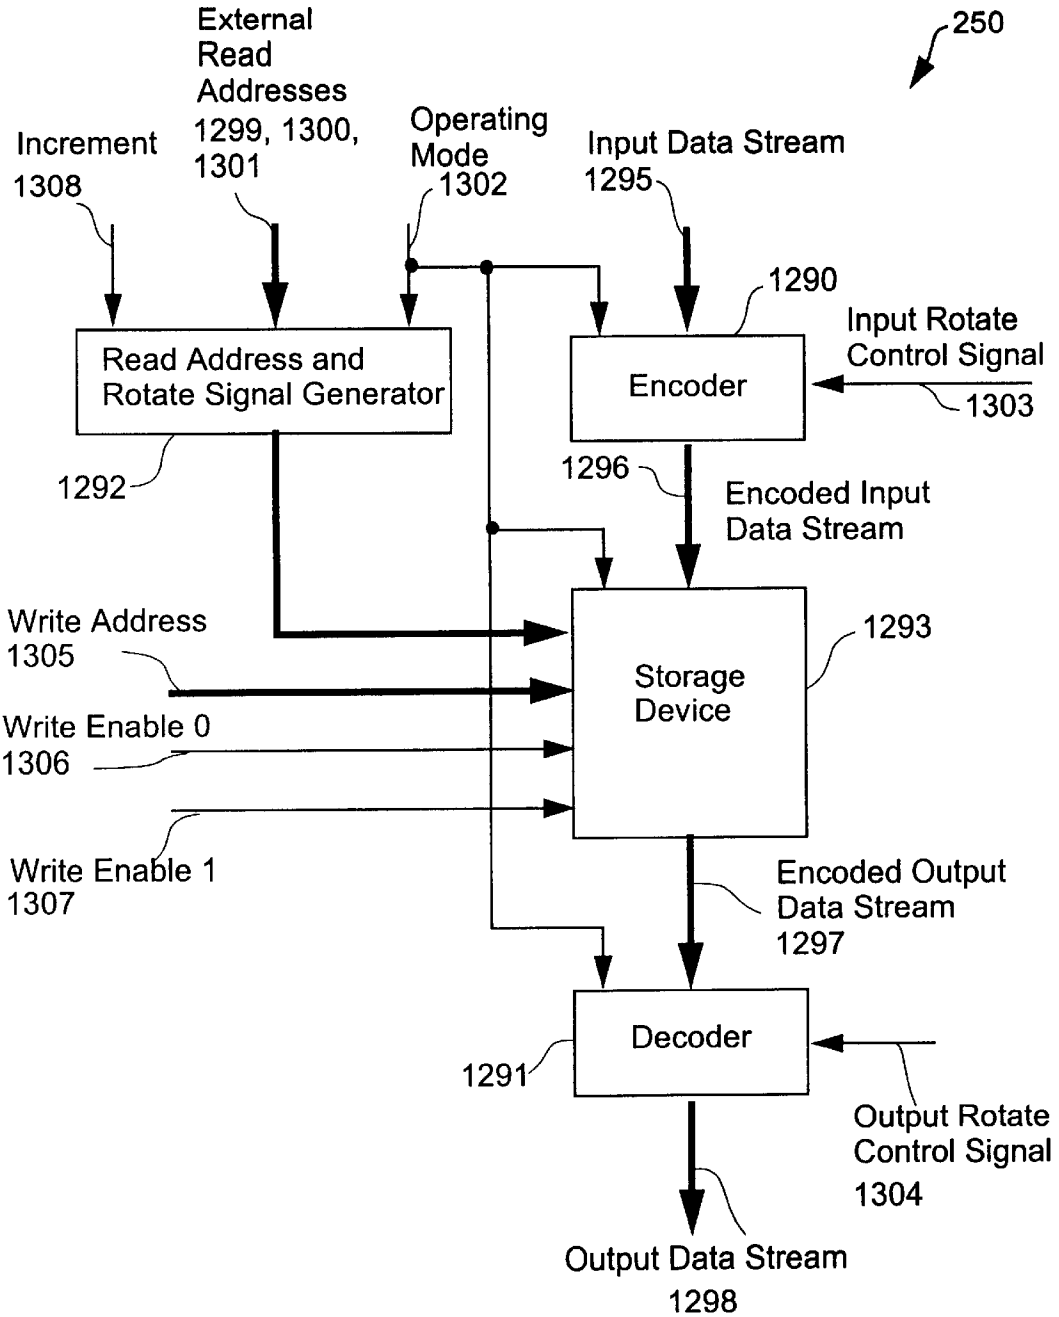 250
External
Read
Addresses
1299, 1300,
1301
Increment
1308
Operating
Mode
1302
Input Data Stream
1295
1290
Input Rotate
Control Signal
1303
Read Address and
Rotate Signal Generator
Encoder
1292
1296
Encoded Input
Data Stream
Write Address
1305
1293
Storage
Device
Write Enable 0
1306
Write Enable 1
1307
Encoded Output
Data Stream
1297
Decoder
1291
Output Rotate
Control Signal
1304
Output Data Stream
1298